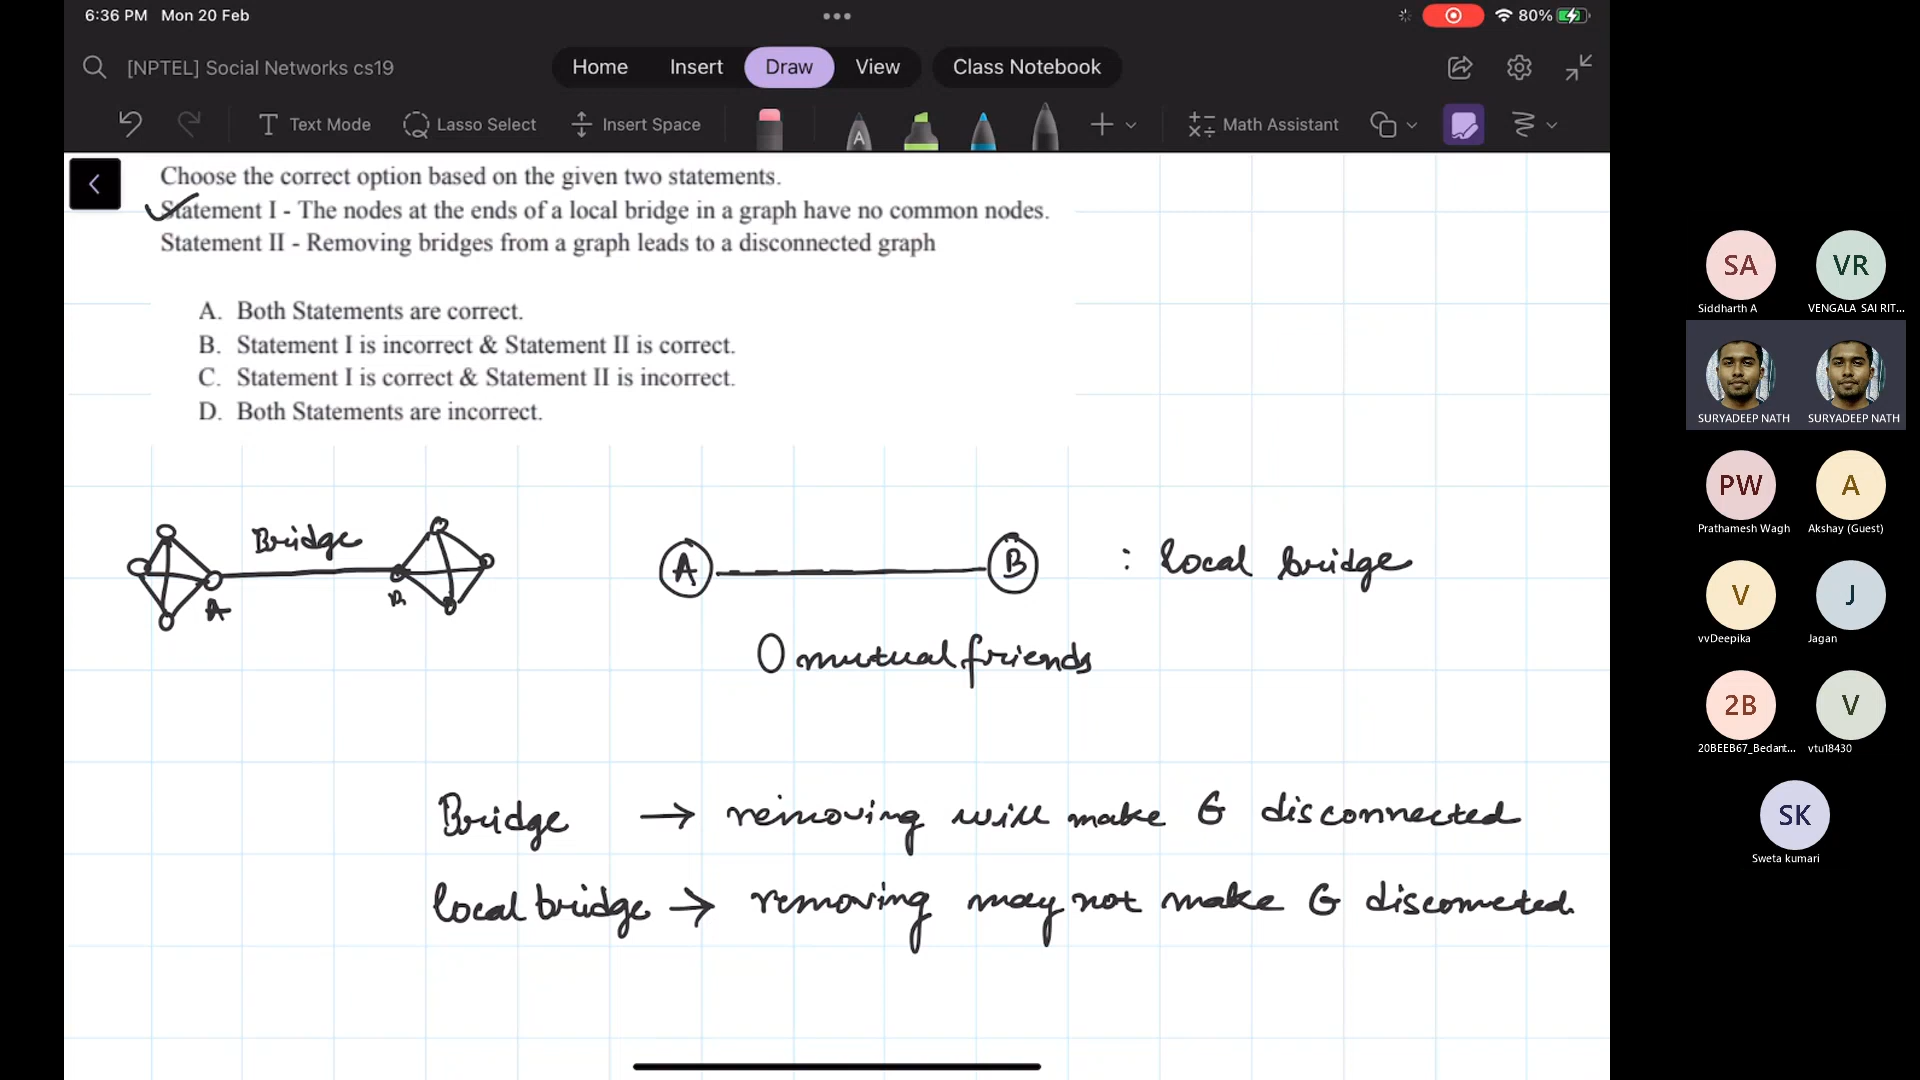 6:36 PM Mon 20 Feb
80%
[NPTEL] Social Networks cs19
Home Insert Draw View Class Notebook
Text Mode Lasso Select Insert Space A Math Assistant
Choose the correct option based on the given two statements.
Statement I - The nodes at the ends of a local bridge in a graph have no common nodes.
Statement II - Removing bridges from a graph leads to a disconnected graph
A. Both Statements are correct.
B. Statement I is incorrect & Statement II is correct.
C. Statement I is correct & Statement II is incorrect.
D. Both Statements are incorrect.
Bridge
A B
A B : local bridge
0 mutual friends
Bridge → removing will make G disconnected
local bridge → removing may not make G disconnected.
SA VR
Siddharth A VENGALA SAI RIT...
SURYADEEP NATH SURYADEEP NATH
PW A
Prathamesh Wagh Akshay (Guest)
V J
vvDeepika Jagan
2B V
20BEEB67_Bedant... vtu18430
SK
Sweta kumari